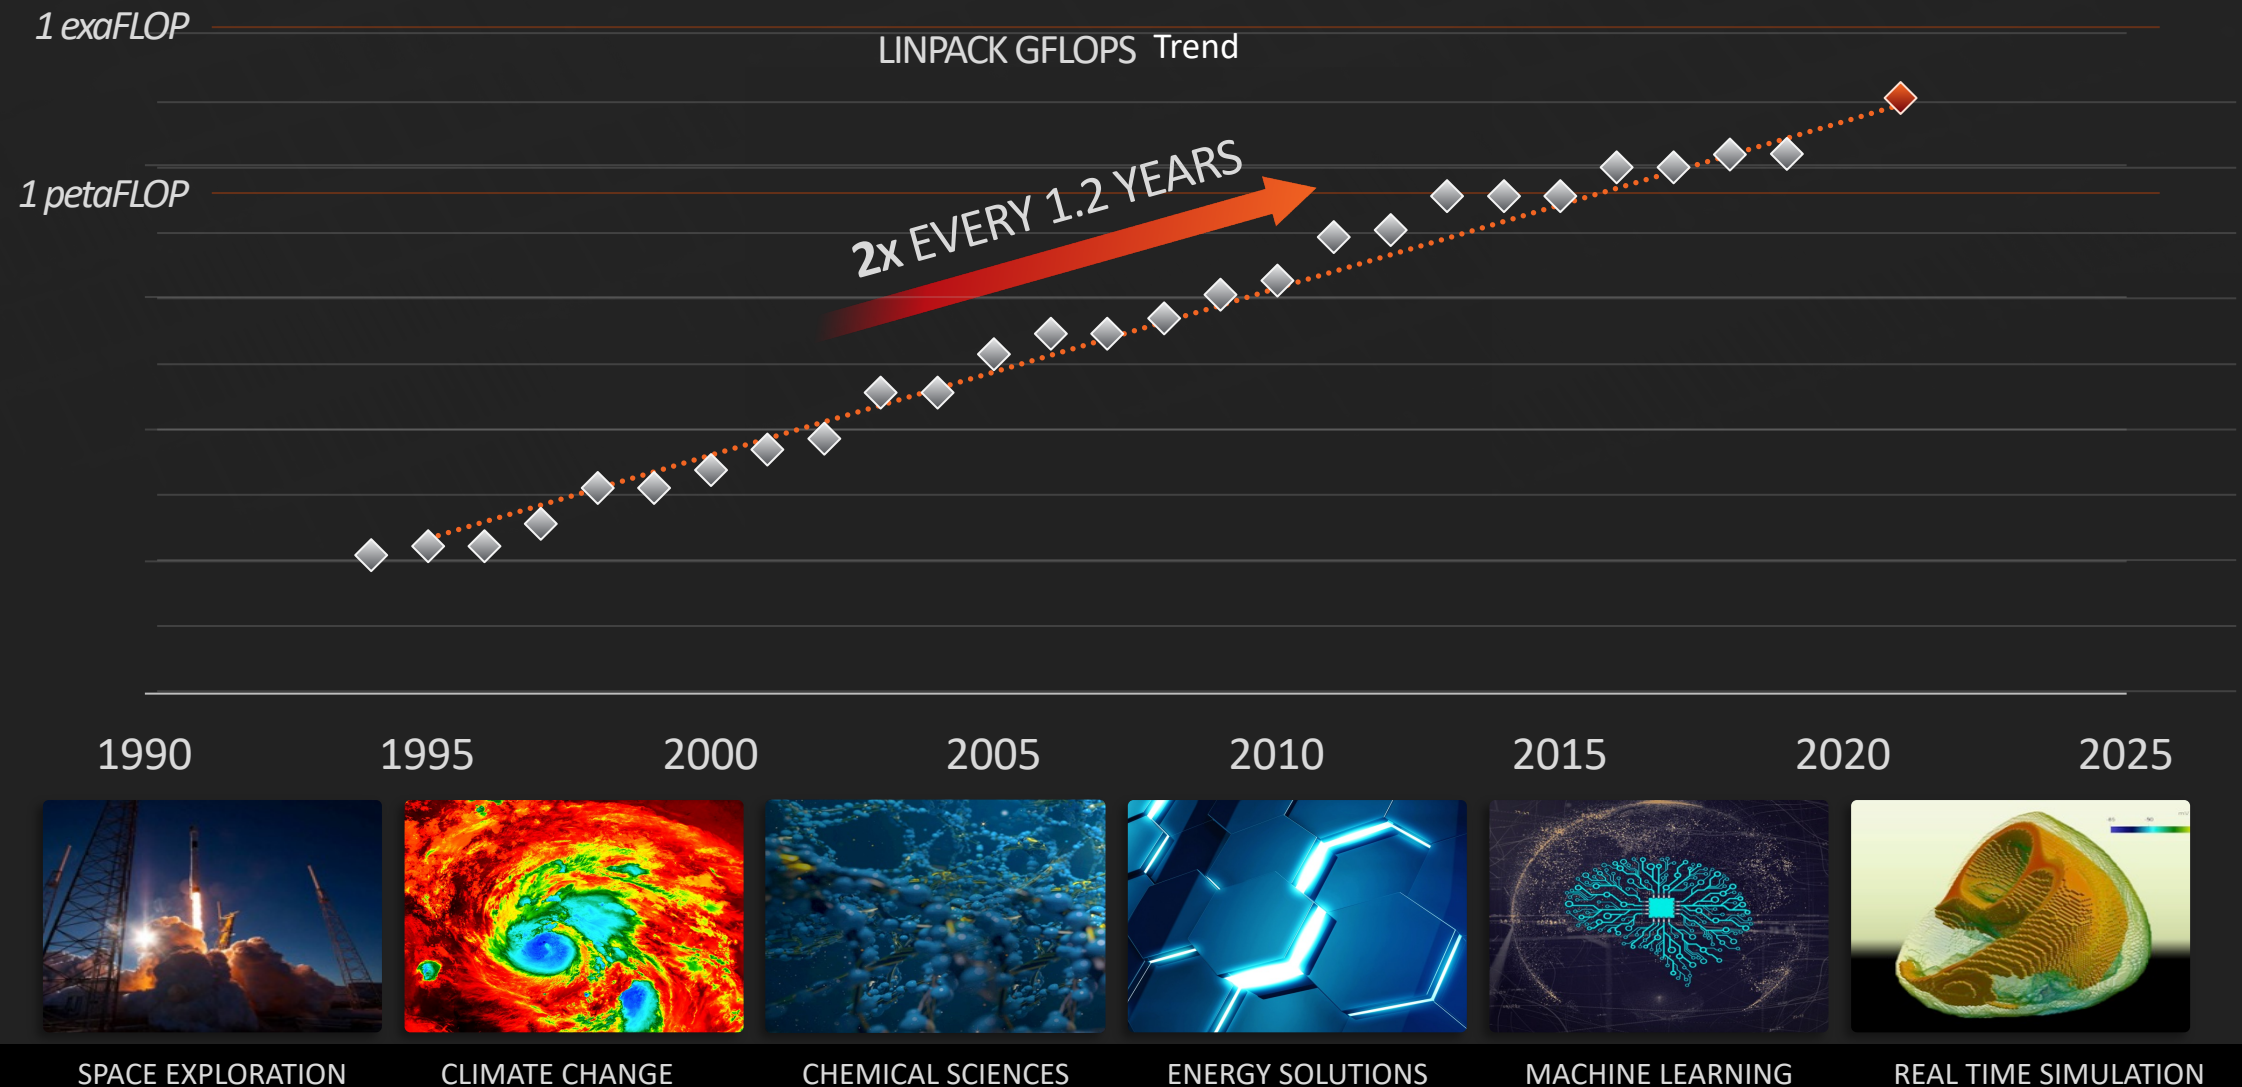 1 exaFLOP
LINPACK GFLOPS Trend
2x EVERY 1.2 YEARS
1 petaFLOP
1990 1995 2000 2005 2010 2015 2020 2025
SPACE EXPLORATION CLIMATE CHANGE CHEMICAL SCIENCES ENERGY SOLUTIONS MACHINE LEARNING REAL TIME SIMULATION